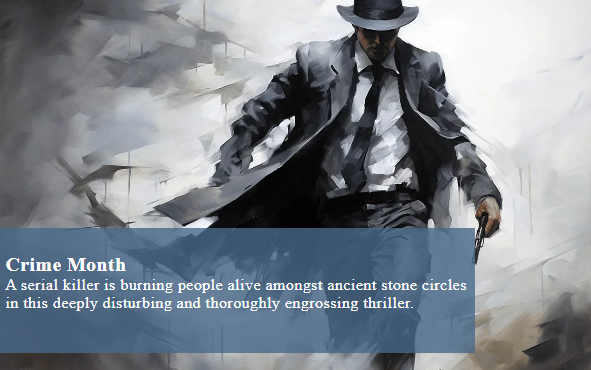 Crime Month
A serial killer is burning people alive amongst ancient stone circles
in this deeply disturbing and thoroughly engrossing thriller.